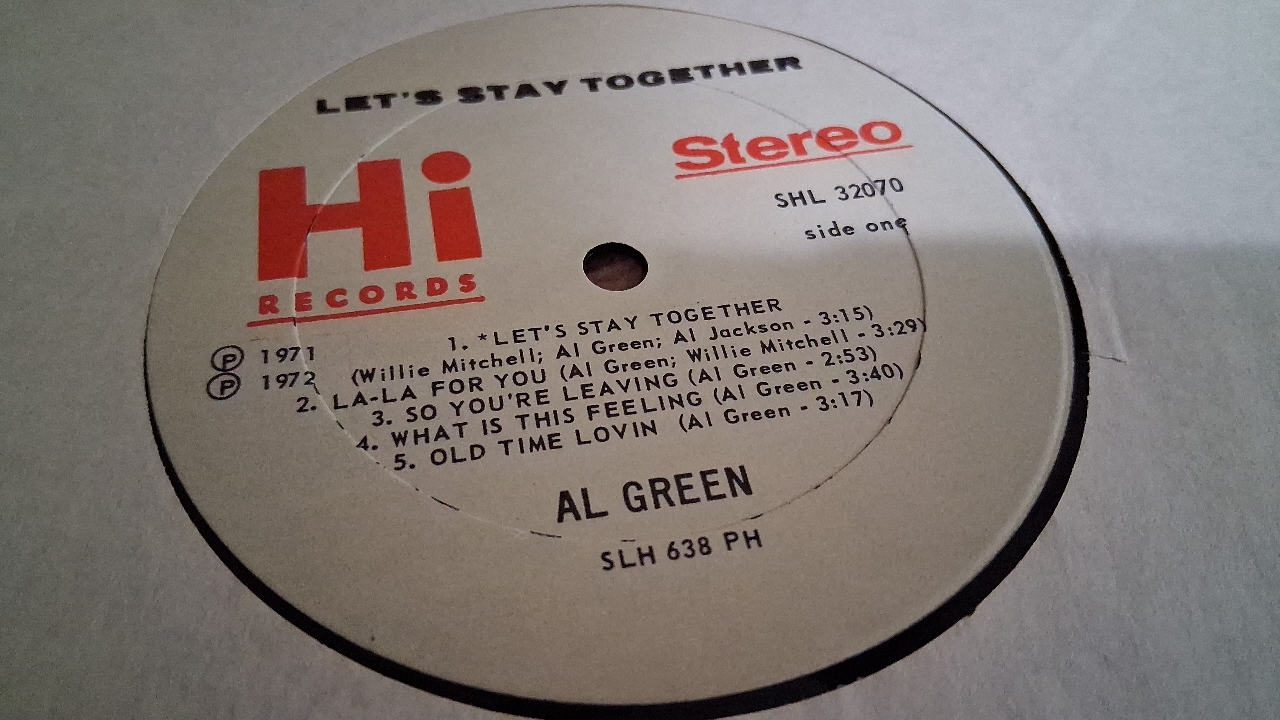 LET'S STAY TOGETHER
Hi
RECORDS
Stereo
SHL 32070
side one
Ⓟ 1971
Ⓟ 1972
1. *LET'S STAY TOGETHER
(Willie Mitchell; Al Green; Al Jackson - 3:15)
2. LA-LA FOR YOU (Al Green; Willie Mitchell - 3:29)
3. SO YOU'RE LEAVING (Al Green - 2:53)
4. WHAT IS THIS FEELING (Al Green - 3:40)
5. OLD TIME LOVIN (Al Green - 3:17)
AL GREEN
SLH 638 PH